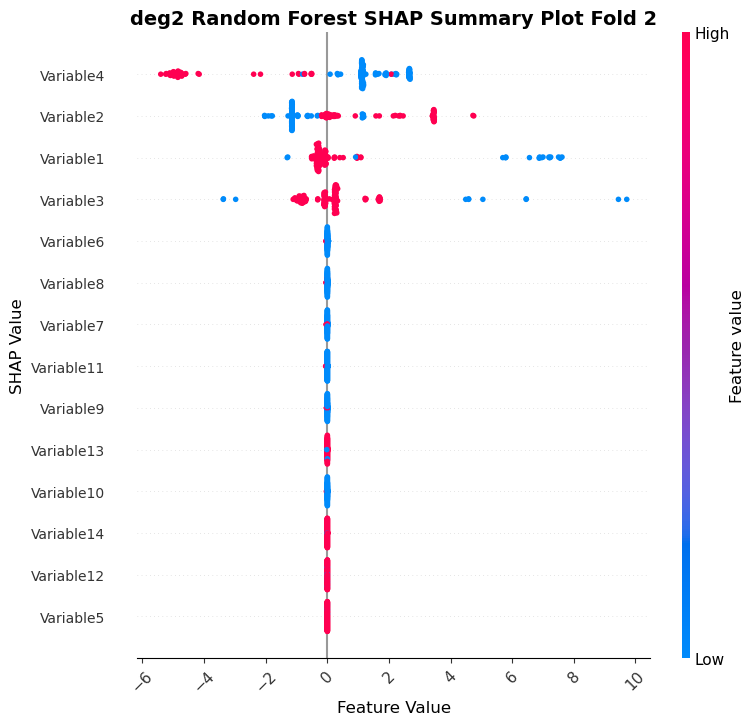 deg2 Random Forest SHAP Summary Plot Fold 2
High
Variable4
Variable2
Variable1
Variable3
Variable6
Variable8
Variable7
Variable11
Variable9
Variable13
Variable10
Variable14
Variable12
Variable5
SHAP Value
Feature value
Low
−6 −4 −2 0 2 4 6 8 10
Feature Value